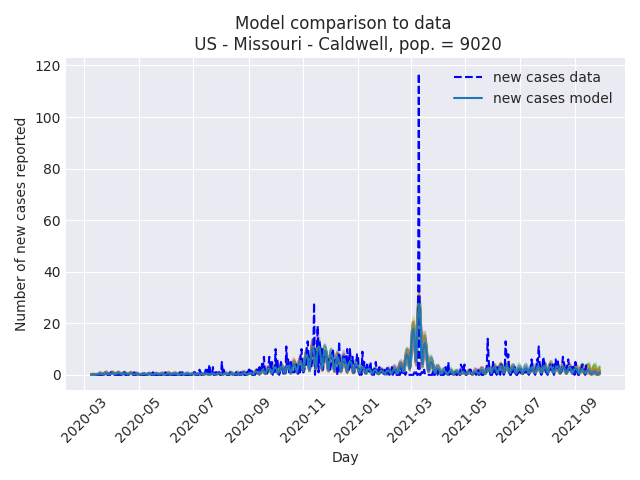 Model comparison to data
US - Missouri - Caldwell, pop. = 9020
new cases data
new cases model
Number of new cases reported
120
100
80
60
40
20
0
2020-03
2020-05
2020-07
2020-09
2020-11
2021-01
2021-03
2021-05
2021-07
2021-09
Day